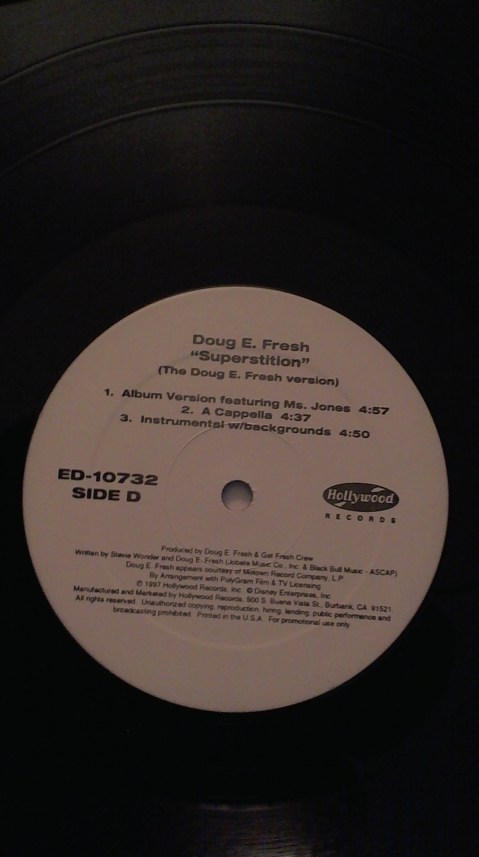 Doug E. Fresh
"Superstition"
(The Doug E. Fresh version)
1. Album Version featuring Ms. Jones 4:57
2. A Cappella 4:37
3. Instrumental w/backgrounds 4:50
ED-10732
SIDE D
Hollywood
RECORDS
Produced by Doug E. Fresh & Get Fresh Crew
Written by Stevie Wonder and Doug E. Fresh (Jobete Music Co., Inc. & Black Bull Music - ASCAP)
Doug E. Fresh appears courtesy of Motown Record Company, L.P.
By Arrangement with PolyGram Film & TV Licensing
℗ 1997 Hollywood Records, Inc. © Disney Enterprises, Inc.
Manufactured and Marketed by Hollywood Records, 500 S. Buena Vista St., Burbank, CA 91521
All rights reserved. Unauthorized copying, reproduction, hiring, lending, public performance and
broadcasting prohibited. Printed in the U.S.A. For promotional use only.